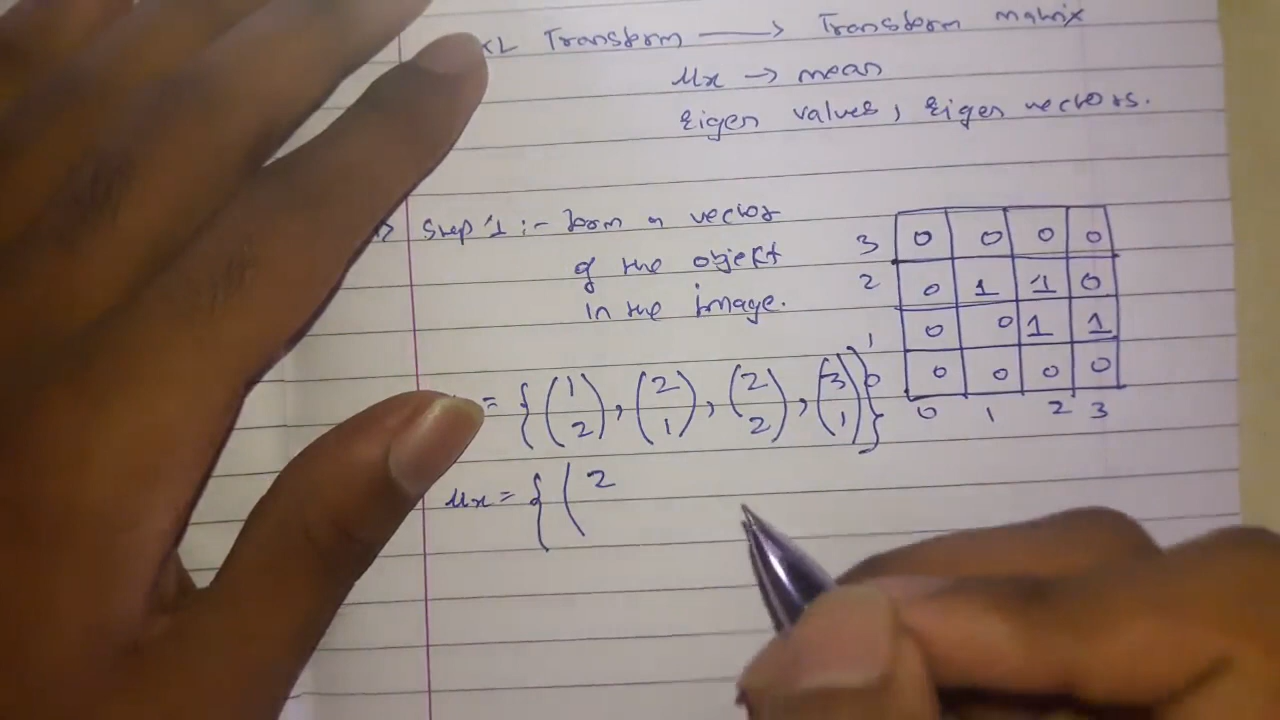 KL Transform → Transform matrix
μx → mean
Eigen values, Eigen vectors.
Step 1 :- Form a vector
of the object
in the image.
3 0 0 0 0
2 0 1 1 0
1 0 0 1 1
0 0 0 0 0
0 1 2 3
= { (1 2), (2 1), (2 2), (3 1) }
μx = { ( 2